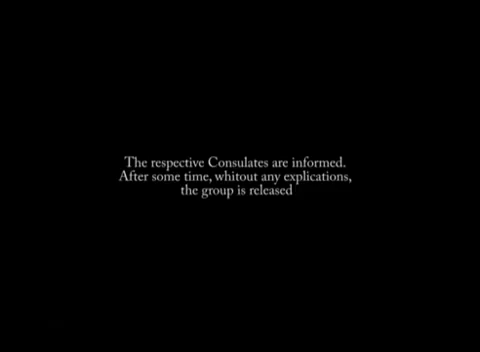 The respective Consulates are informed.
After some time, whitout any explications,
the group is released